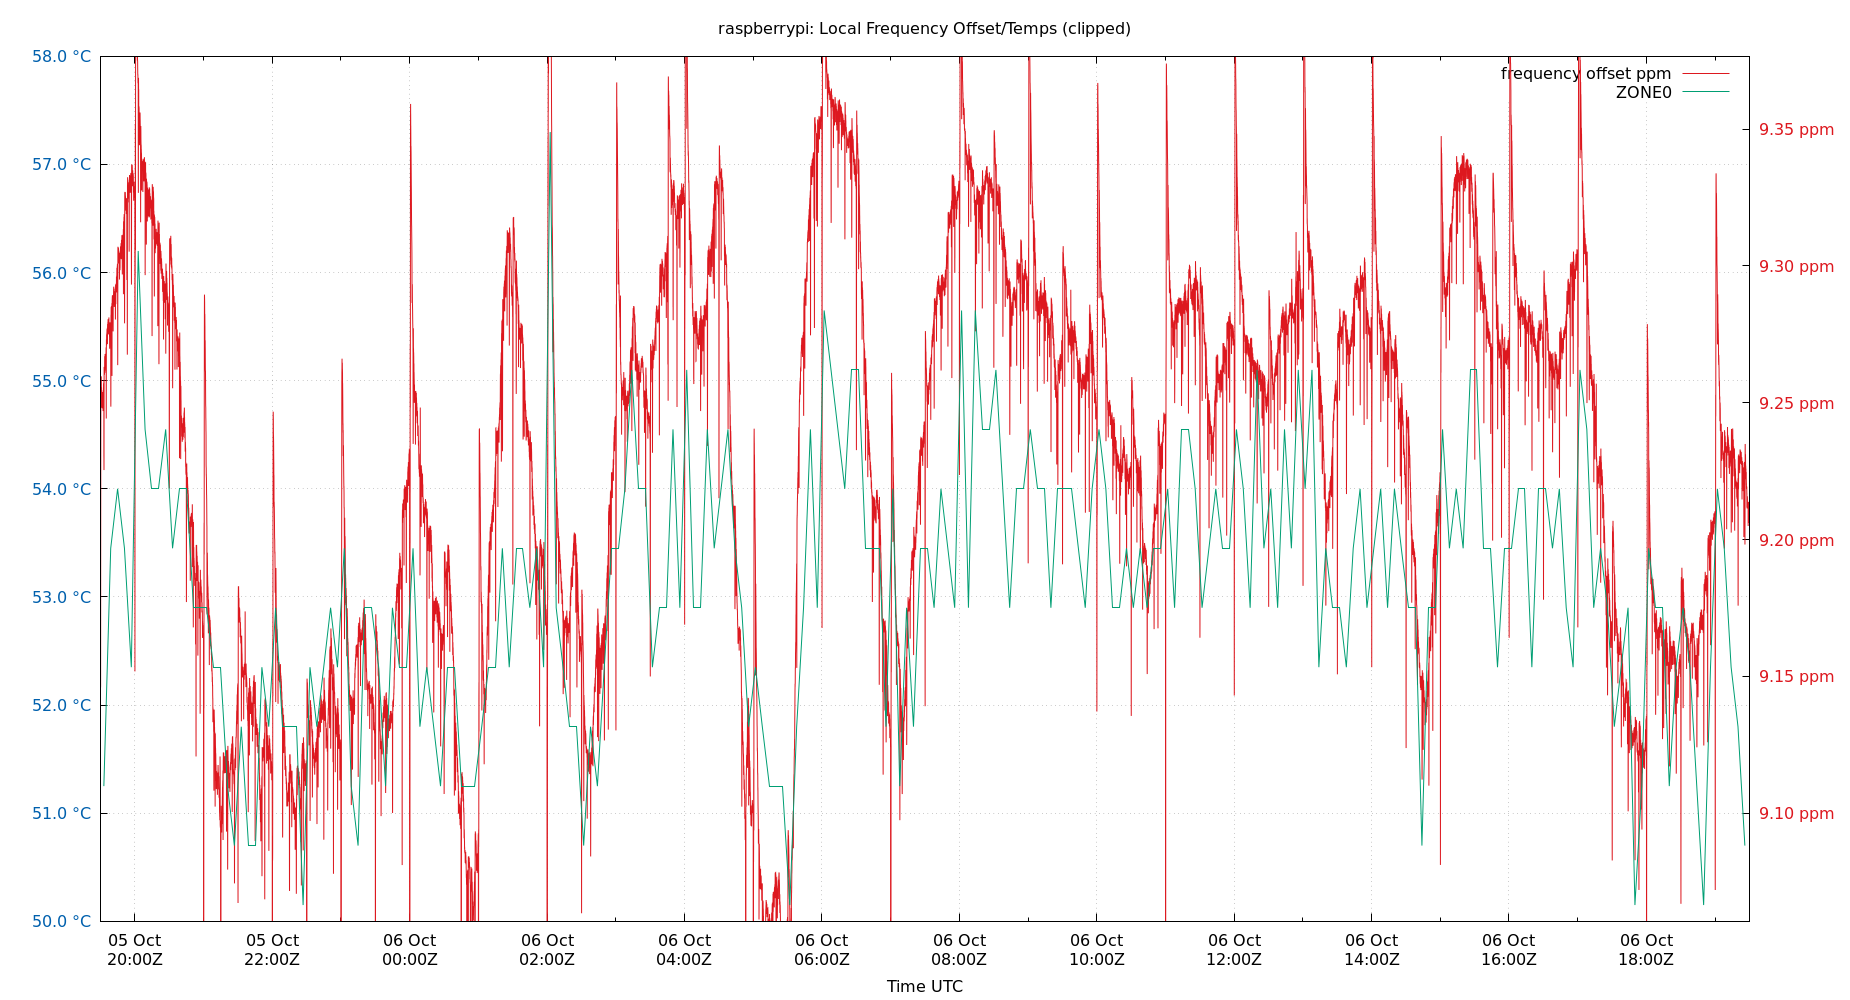 raspberrypi: Local Frequency Offset/Temps (clipped)
58.0 °C
57.0 °C
56.0 °C
55.0 °C
54.0 °C
53.0 °C
52.0 °C
51.0 °C
50.0 °C
frequency offset ppm
ZONE0
9.35 ppm
9.30 ppm
9.25 ppm
9.20 ppm
9.15 ppm
9.10 ppm
05 Oct
20:00Z
05 Oct
22:00Z
06 Oct
00:00Z
06 Oct
02:00Z
06 Oct
04:00Z
06 Oct
06:00Z
06 Oct
08:00Z
06 Oct
10:00Z
06 Oct
12:00Z
06 Oct
14:00Z
06 Oct
16:00Z
06 Oct
18:00Z
Time UTC